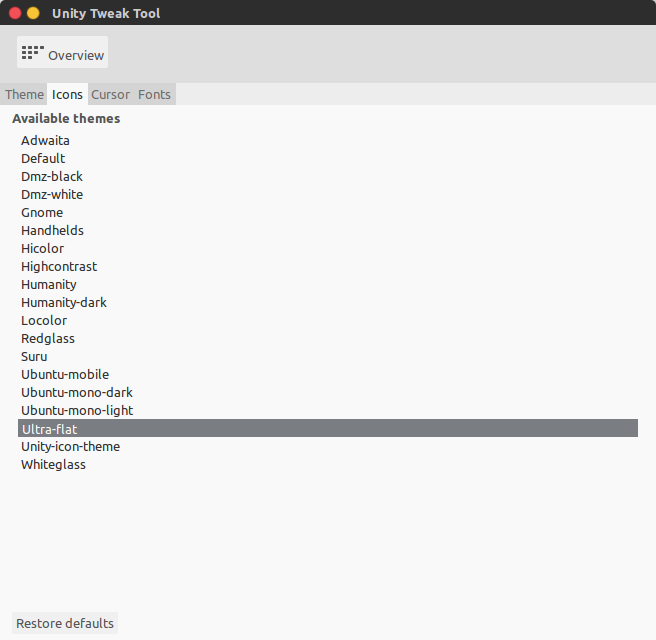 Unity Tweak Tool
Overview
Theme Icons Cursor Fonts
Available themes
Adwaita
Default
Dmz-black
Dmz-white
Gnome
Handhelds
Hicolor
Highcontrast
Humanity
Humanity-dark
Locolor
Redglass
Suru
Ubuntu-mobile
Ubuntu-mono-dark
Ubuntu-mono-light
Ultra-flat
Unity-icon-theme
Whiteglass
Restore defaults